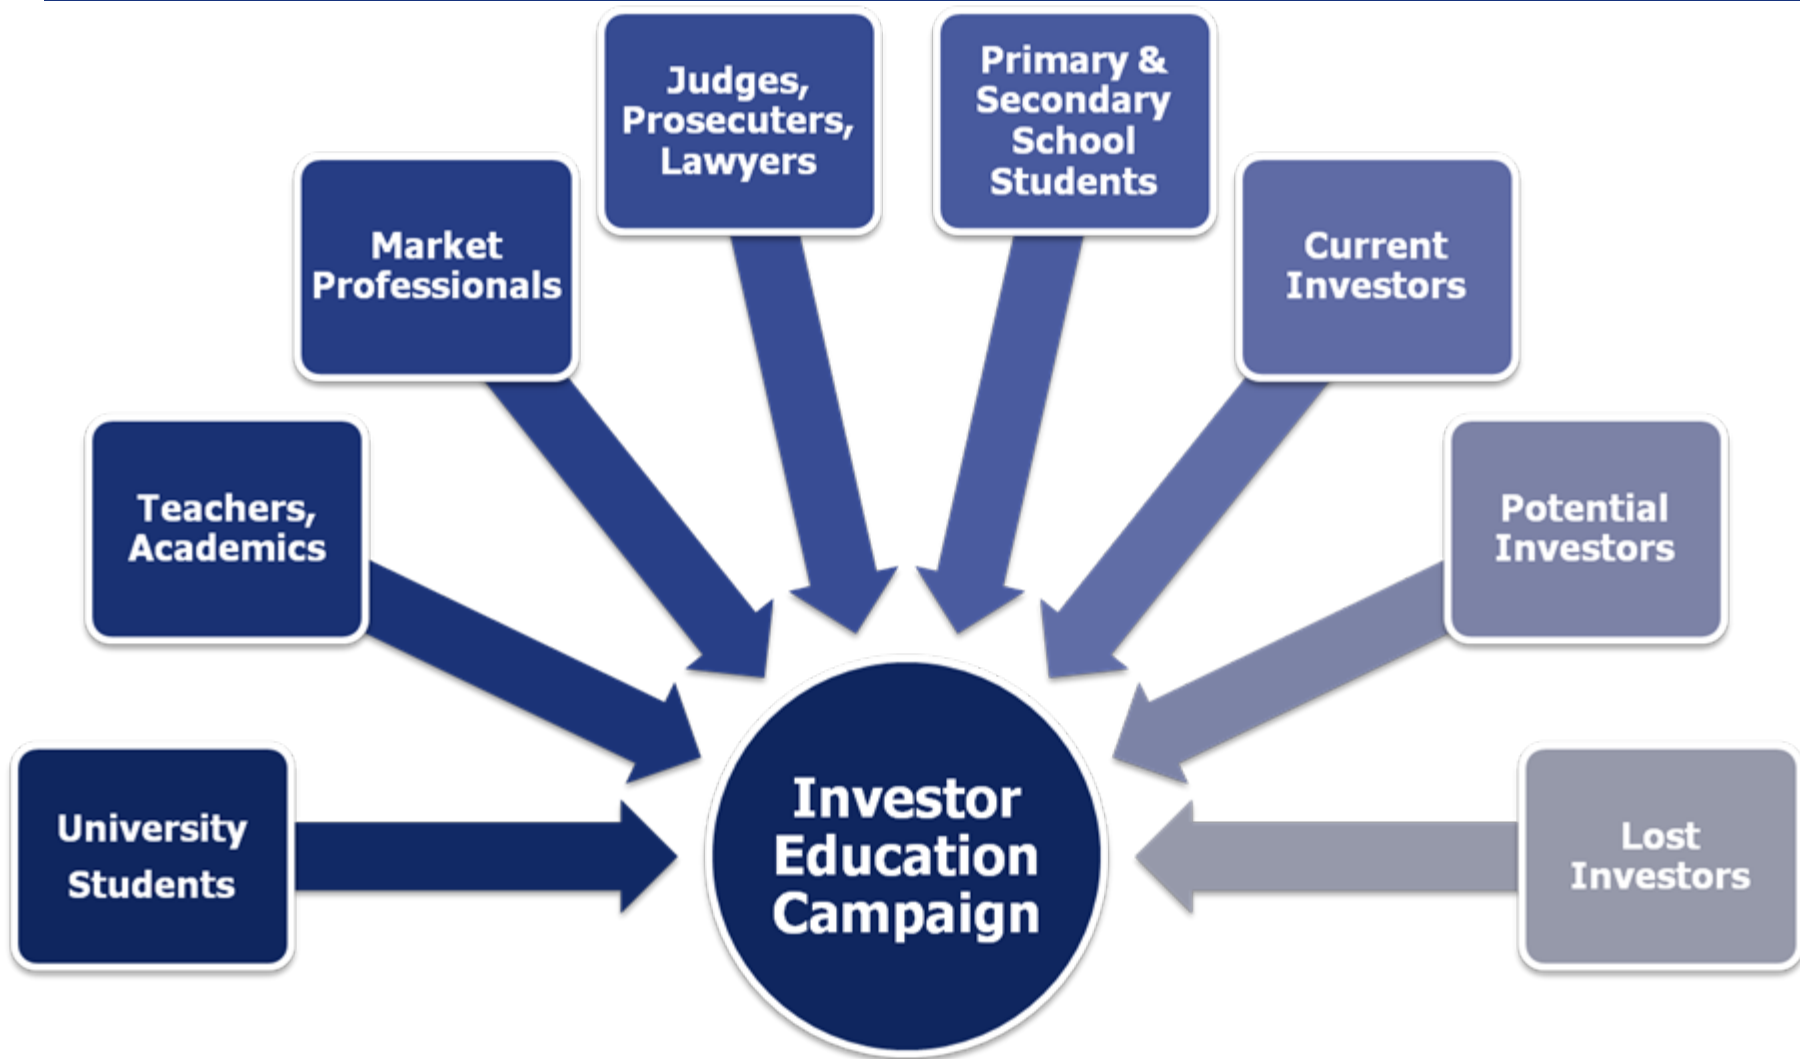 Judges,
Prosecuters,
Lawyers
Primary &
Secondary
School
Students
Market
Professionals
Current
Investors
Teachers,
Academics
Potential
Investors
University
Students
Investor
Education
Campaign
Lost
Investors